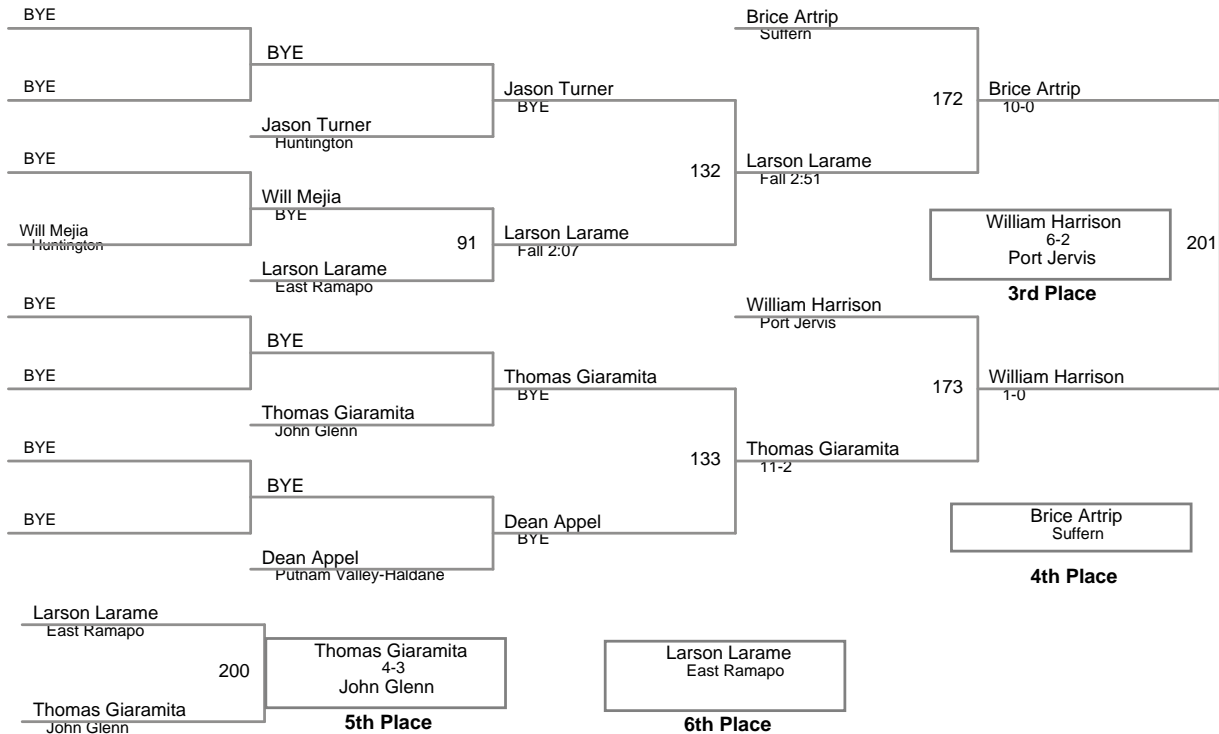 BYE
Brice Artrip
Suffern
BYE
BYE
Jason Turner
BYE
172
Brice Artrip
10-0
Jason Turner
Huntington
BYE
132
Larson Larame
Fall 2:51
Will Mejia
BYE
Will Mejia
Huntington
91
Larson Larame
Fall 2:07
William Harrison
6-2
Port Jervis
201
Larson Larame
East Ramapo
3rd Place
BYE
William Harrison
Port Jervis
BYE
BYE
Thomas Giaramita
BYE
173
William Harrison
1-0
Thomas Giaramita
John Glenn
BYE
133
Thomas Giaramita
11-2
BYE
BYE
Dean Appel
BYE
Brice Artrip
Suffern
Dean Appel
Putnam Valley-Haldane
4th Place
Larson Larame
East Ramapo
200
Thomas Giaramita
4-3
John Glenn
Larson Larame
East Ramapo
Thomas Giaramita
John Glenn
5th Place
6th Place